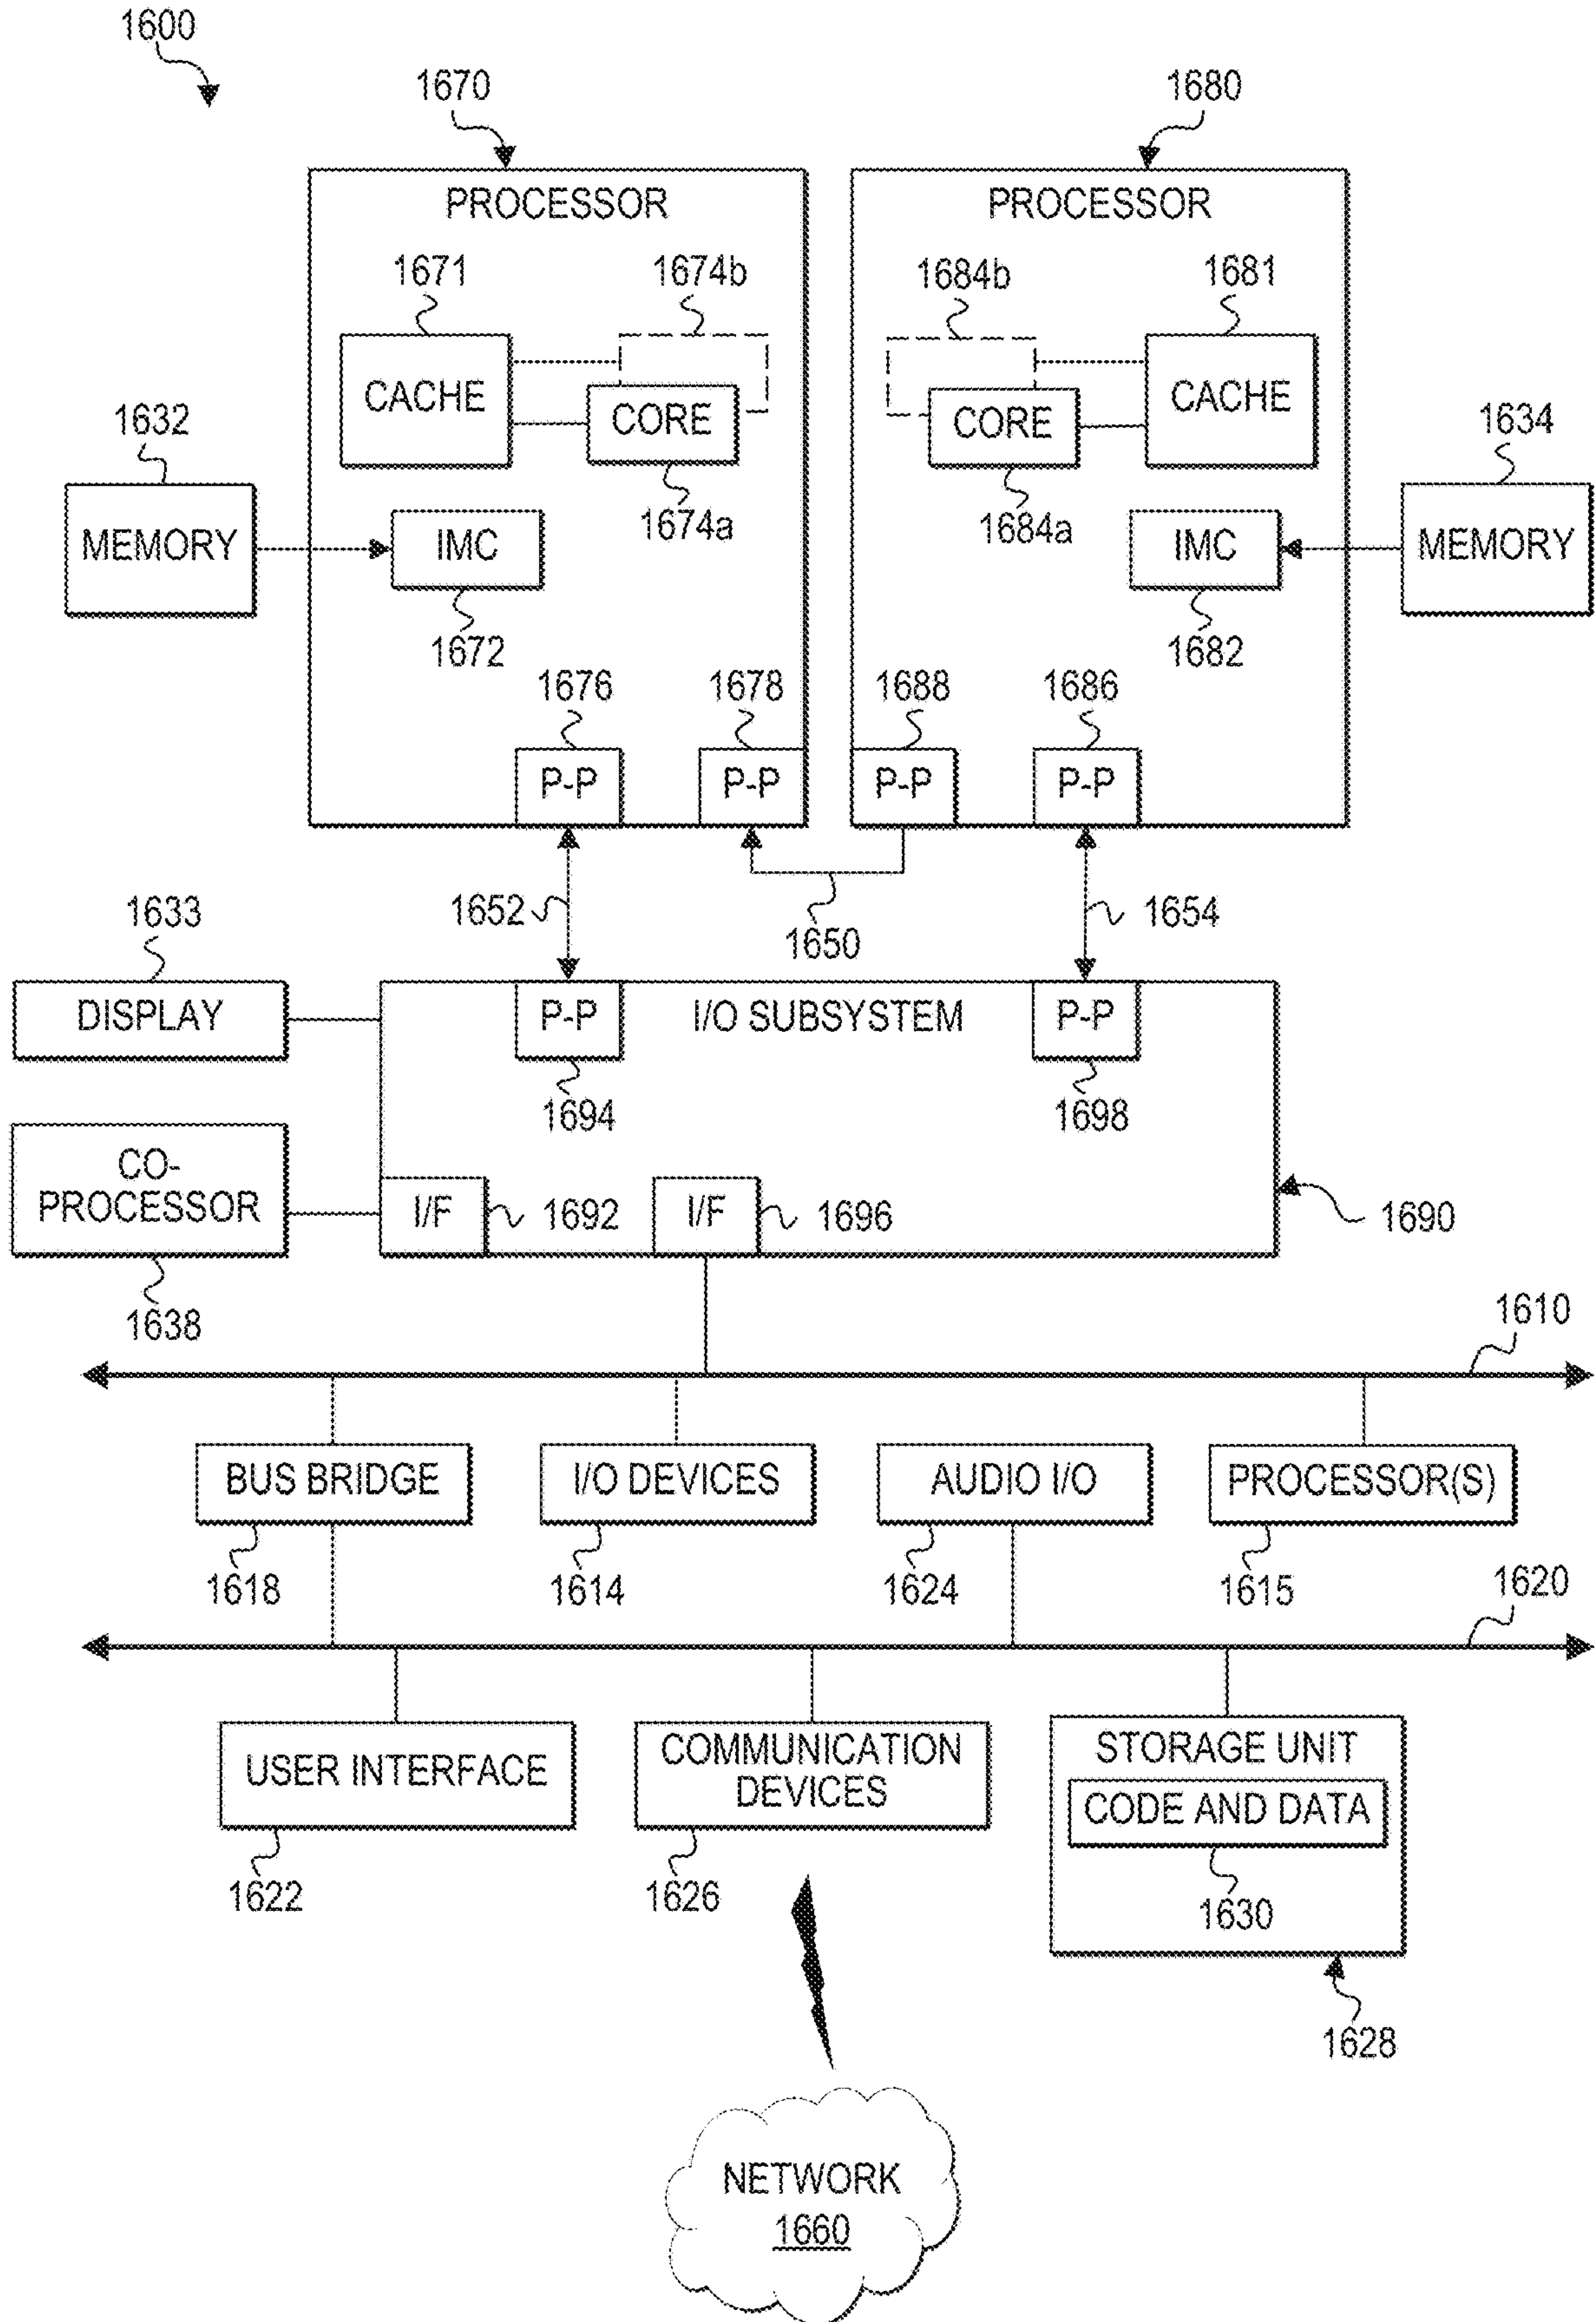 1600
1670
1680
PROCESSOR
PROCESSOR
1671
1674b
1684b
1681
CACHE
CORE
CORE
CACHE
1632
1634
1674a
1684a
MEMORY
IMC
IMC
MEMORY
1672
1682
1676
1678
1688
1686
P-P
P-P
P-P
P-P
1652
1650
1654
1633
DISPLAY
P-P
I/O SUBSYSTEM
P-P
1694
1698
CO-
PROCESSOR
I/F
1692
I/F
1696
1690
1638
1610
BUS BRIDGE
I/O DEVICES
AUDIO I/O
PROCESSOR(S)
1618
1614
1624
1615
1620
USER INTERFACE
COMMUNICATION
DEVICES
STORAGE UNIT
CODE AND DATA
1622
1626
1630
1628
NETWORK
1660